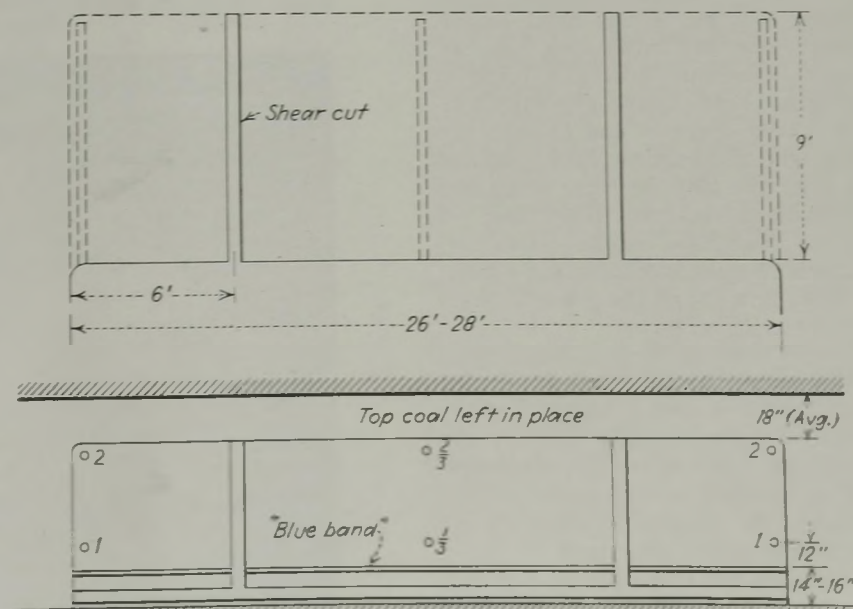 Shear cut
9'
6'
26'-28'
Top coal left in place
18" (Avg.)
2
2/3
2
"Blue band."
1
1/3
1
12"
14"-16"